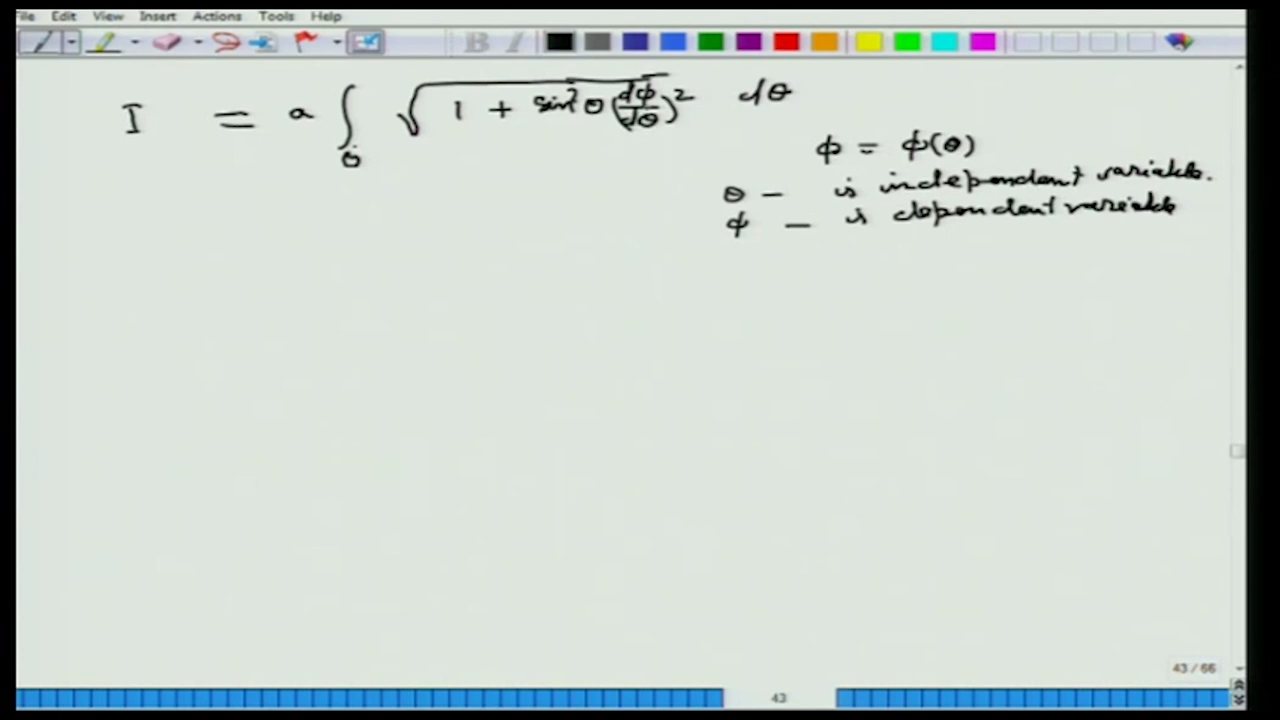 File Edit View Insert Actions Tools Help
B I
I = a ∫_θ √(1 + sin²θ (dϕ/dθ)²) dθ
ϕ = ϕ(θ)
θ - is independent variable.
ϕ - is dependent variable
43 / 66
43